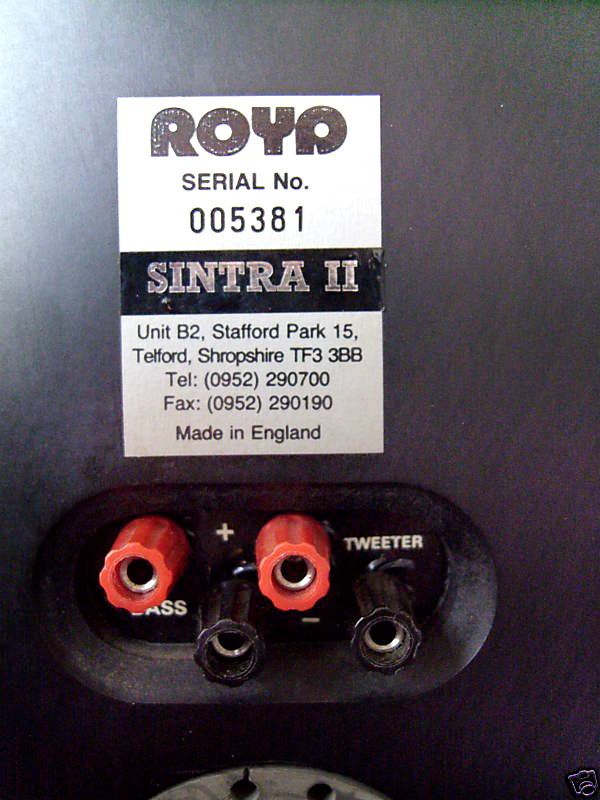 ROYD
SERIAL No.
005381
SINTRA II
Unit B2, Stafford Park 15,
Telford, Shropshire TF3 3BB
Tel: (0952) 290700
Fax: (0952) 290190
Made in England
+
TWEETER
BASS
-